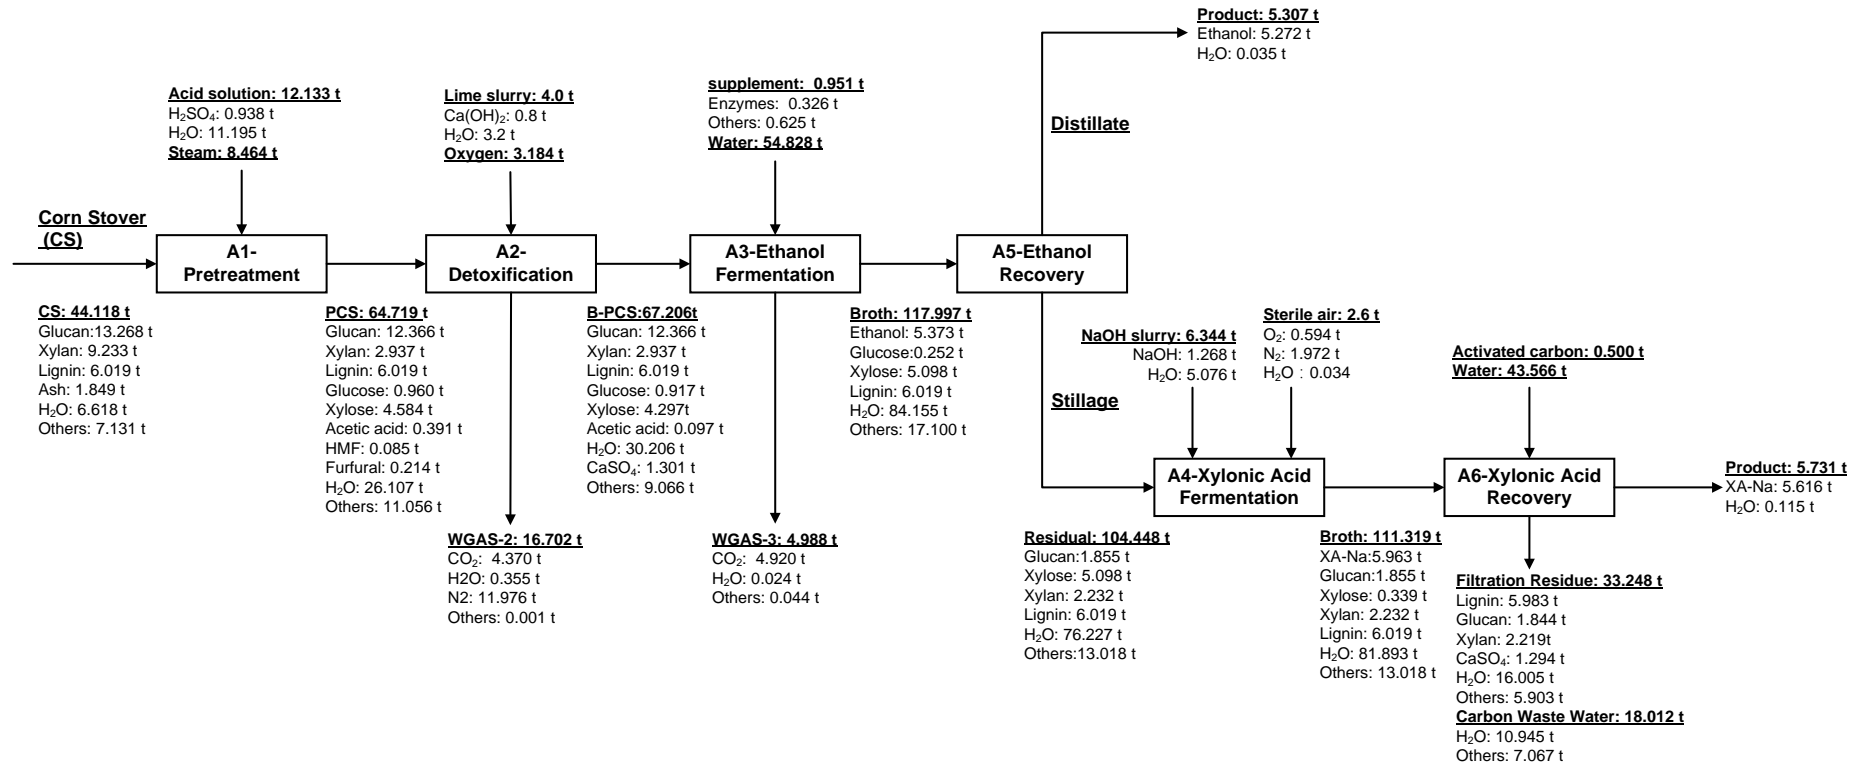 Product: 5.307 t
Ethanol: 5.272 t
H₂O: 0.035 t
Acid solution: 12.133 t
H₂SO₄: 0.938 t
H₂O: 11.195 t
Steam: 8.464 t
Lime slurry: 4.0 t
Ca(OH)₂: 0.8 t
H₂O: 3.2 t
Oxygen: 3.184 t
supplement: 0.951 t
Enzymes: 0.326 t
Others: 0.625 t
Water: 54.828 t
Distillate
Corn Stover
(CS)
A1-
Pretreatment
A2-
Detoxification
A3-Ethanol
Fermentation
A5-Ethanol
Recovery
CS: 44.118 t
Glucan:13.268 t
Xylan: 9.233 t
Lignin: 6.019 t
Ash: 1.849 t
H₂O: 6.618 t
Others: 7.131 t
PCS: 64.719 t
Glucan: 12.366 t
Xylan: 2.937 t
Lignin: 6.019 t
Glucose: 0.960 t
Xylose: 4.584 t
Acetic acid: 0.391 t
HMF: 0.085 t
Furfural: 0.214 t
H₂O: 26.107 t
Others: 11.056 t
B-PCS:67.206t
Glucan: 12.366 t
Xylan: 2.937 t
Lignin: 6.019 t
Glucose: 0.917 t
Xylose: 4.297t
Acetic acid: 0.097 t
H₂O: 30.206 t
CaSO₄: 1.301 t
Others: 9.066 t
Broth: 117.997 t
Ethanol: 5.373 t
Glucose:0.252 t
Xylose: 5.098 t
Lignin: 6.019 t
H₂O: 84.155 t
Others: 17.100 t
Stillage
NaOH slurry: 6.344 t
NaOH: 1.268 t
H₂O: 5.076 t
Sterile air: 2.6 t
O₂: 0.594 t
N₂: 1.972 t
H₂O : 0.034
Activated carbon: 0.500 t
Water: 43.566 t
A4-Xylonic Acid
Fermentation
A6-Xylonic Acid
Recovery
Product: 5.731 t
XA-Na: 5.616 t
H₂O: 0.115 t
WGAS-2: 16.702 t
CO₂: 4.370 t
H2O: 0.355 t
N2: 11.976 t
Others: 0.001 t
WGAS-3: 4.988 t
CO₂: 4.920 t
H₂O: 0.024 t
Others: 0.044 t
Residual: 104.448 t
Glucan:1.855 t
Xylose: 5.098 t
Xylan: 2.232 t
Lignin: 6.019 t
H₂O: 76.227 t
Others:13.018 t
Broth: 111.319 t
XA-Na:5.963 t
Glucan:1.855 t
Xylose: 0.339 t
Xylan: 2.232 t
Lignin: 6.019 t
H₂O: 81.893 t
Others: 13.018 t
Filtration Residue: 33.248 t
Lignin: 5.983 t
Glucan: 1.844 t
Xylan: 2.219t
CaSO₄: 1.294 t
H₂O: 16.005 t
Others: 5.903 t
Carbon Waste Water: 18.012 t
H₂O: 10.945 t
Others: 7.067 t